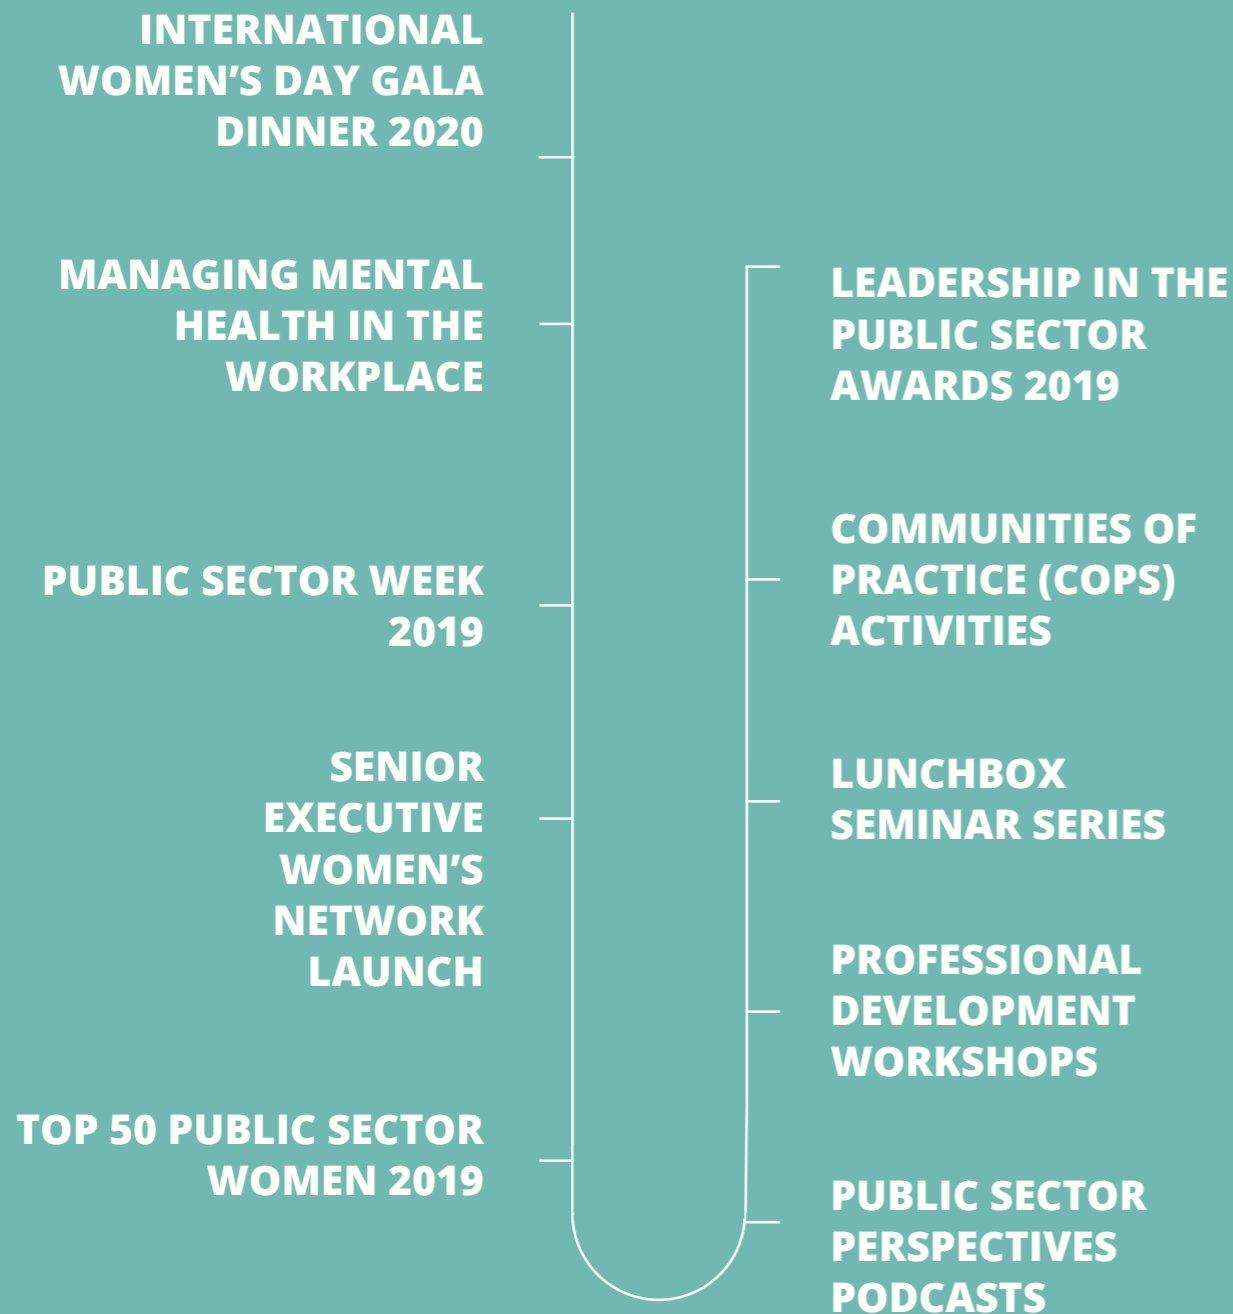 INTERNATIONAL
WOMEN’S DAY GALA
DINNER 2020
MANAGING MENTAL
HEALTH IN THE
WORKPLACE
PUBLIC SECTOR WEEK
2019
SENIOR
EXECUTIVE
WOMEN’S
NETWORK
LAUNCH
TOP 50 PUBLIC SECTOR
WOMEN 2019
LEADERSHIP IN THE
PUBLIC SECTOR
AWARDS 2019
COMMUNITIES OF
PRACTICE (COPS)
ACTIVITIES
LUNCHBOX
SEMINAR SERIES
PROFESSIONAL
DEVELOPMENT
WORKSHOPS
PUBLIC SECTOR
PERSPECTIVES
PODCASTS